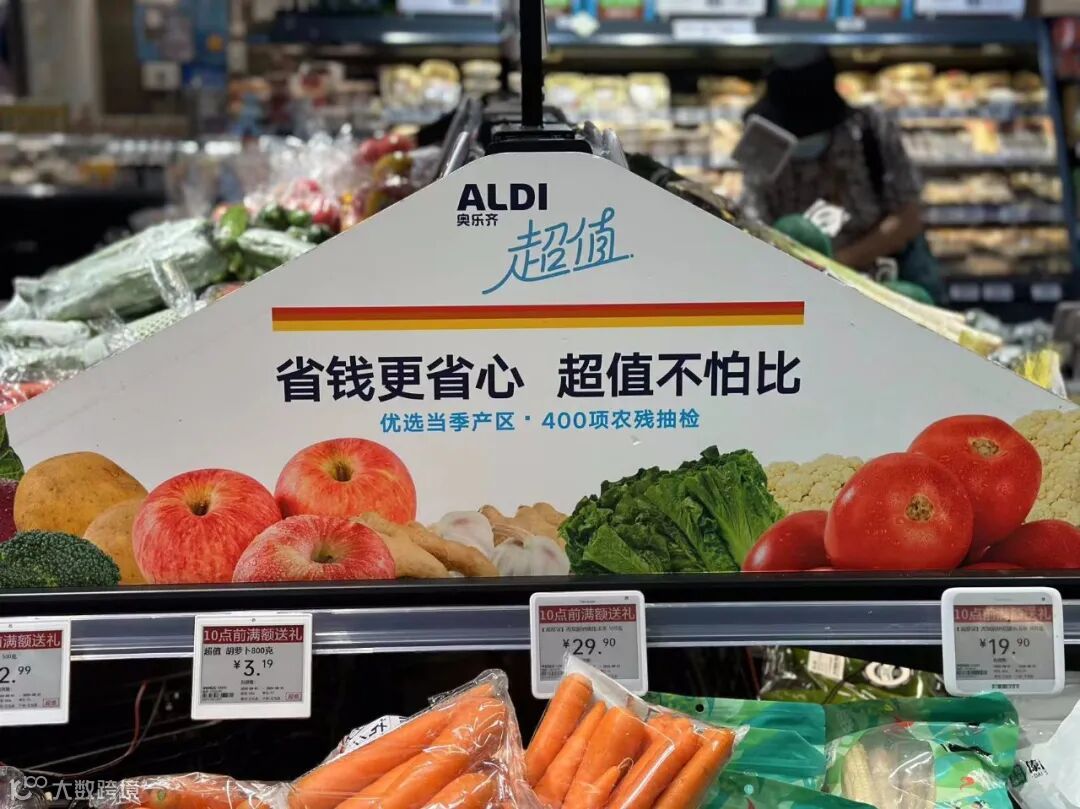 ALDI
奥乐齐
超值
省钱更省心 超值不怕比
优选当季产区·400项农残抽检
10点前满额送礼
2.99
10点前满额送礼
超值 胡萝卜800克
¥3.19
10点前满额送礼
¥29.90
10点前满额送礼
¥19.90
大数跨境